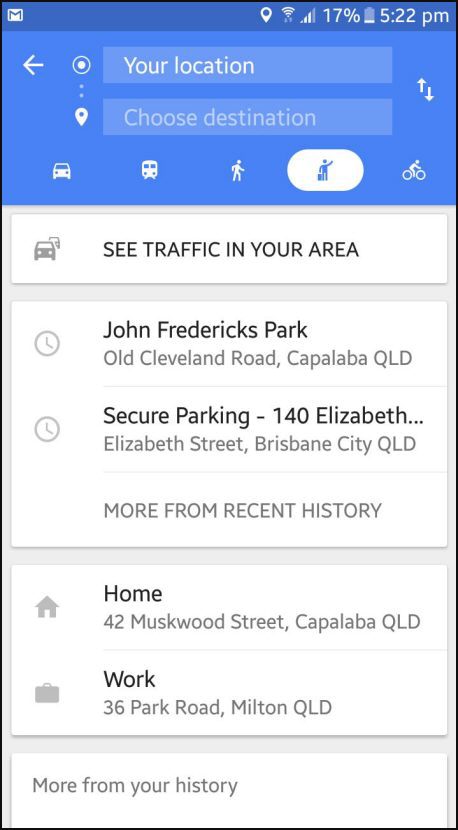 17% 5:22 pm
Your location
Choose destination
SEE TRAFFIC IN YOUR AREA
John Fredericks Park
Old Cleveland Road, Capalaba QLD
Secure Parking - 140 Elizabeth...
Elizabeth Street, Brisbane City QLD
MORE FROM RECENT HISTORY
Home
42 Muskwood Street, Capalaba QLD
Work
36 Park Road, Milton QLD
More from your history